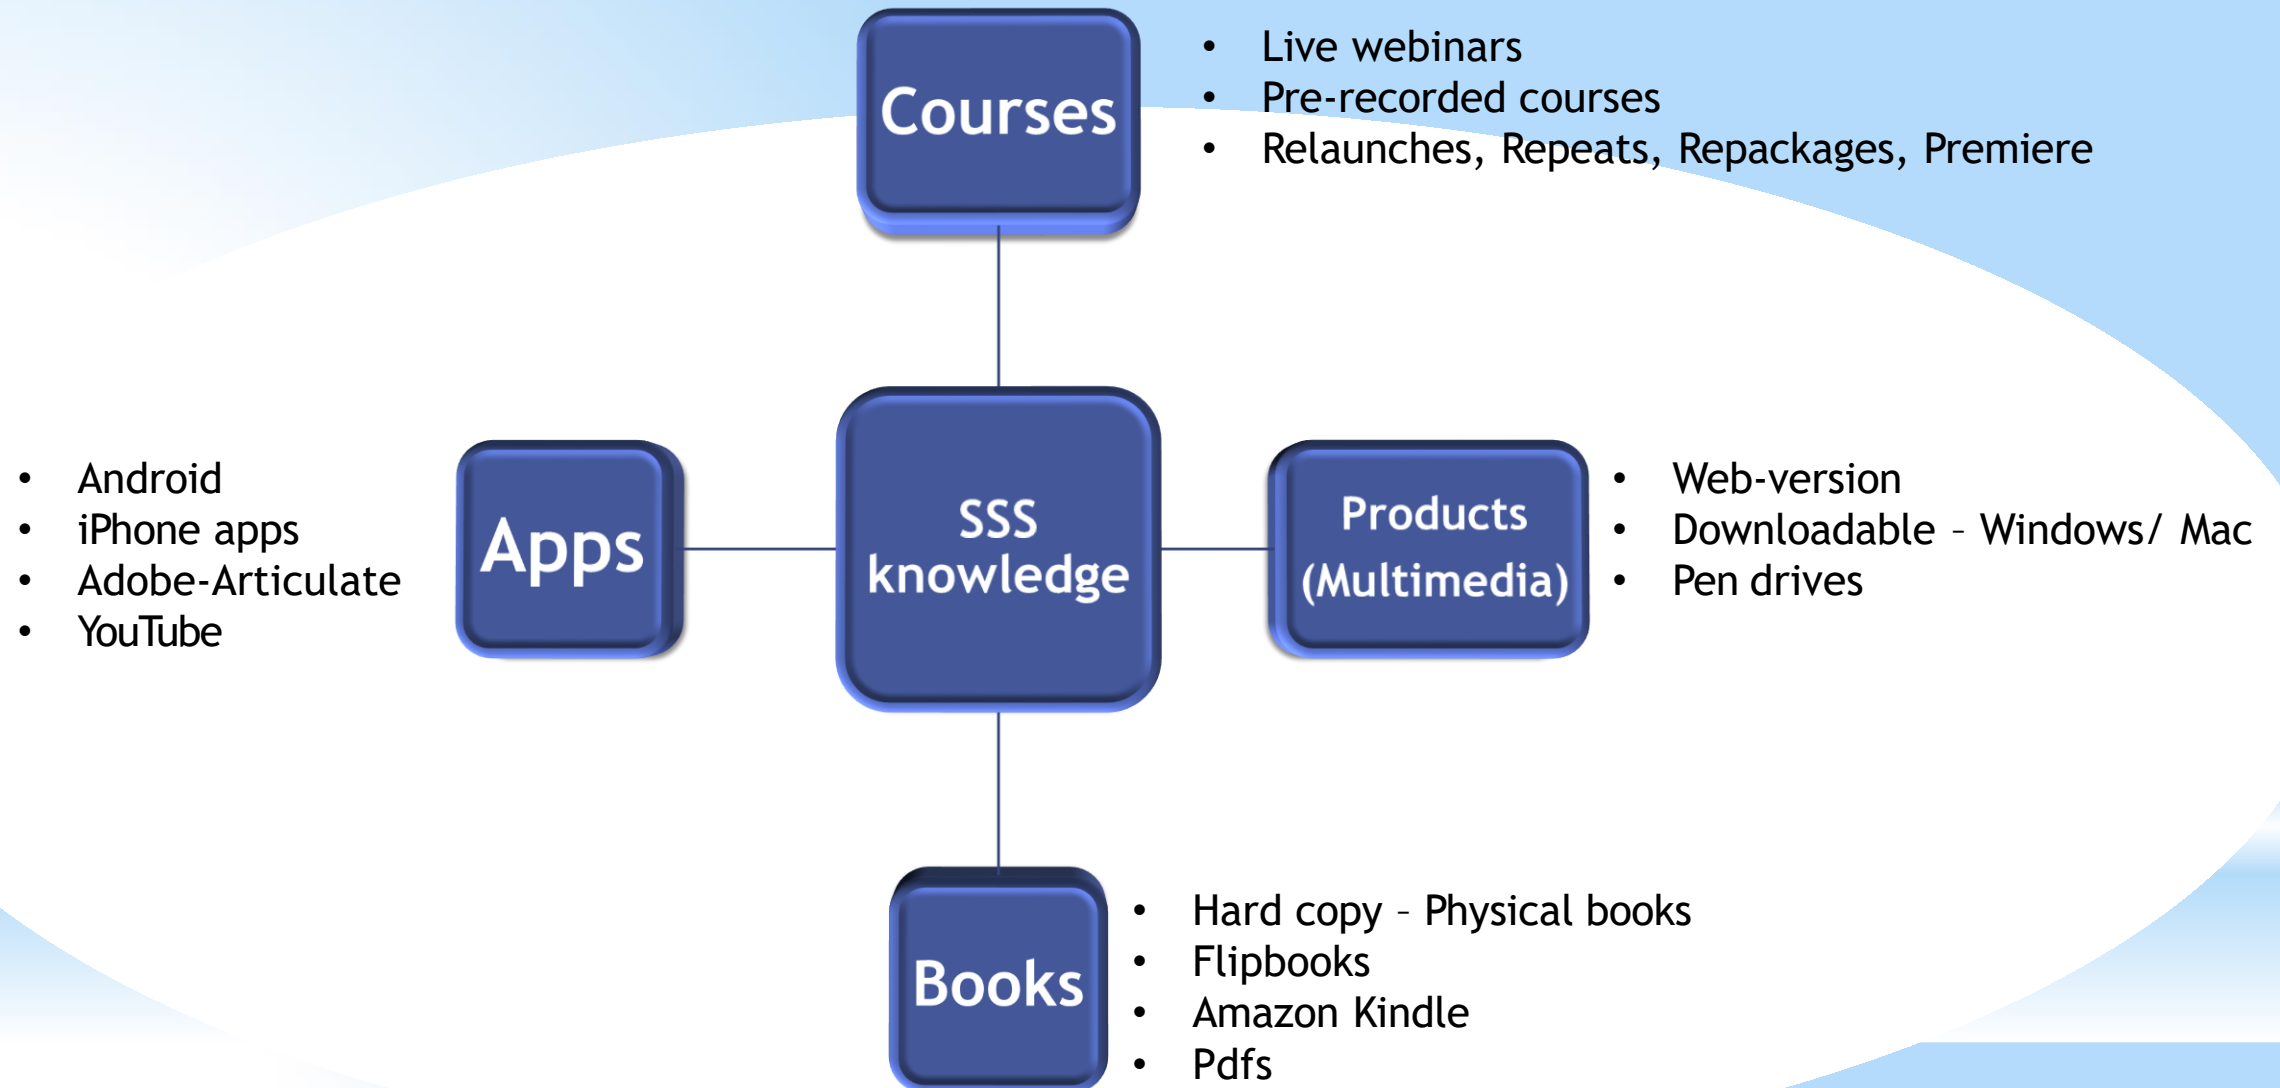 Courses
• Live webinars
• Pre-recorded courses
• Relaunches, Repeats, Repackages, Premiere
• Android
• iPhone apps
• Adobe-Articulate
• YouTube
Apps
SSS
knowledge
Products
(Multimedia)
• Web-version
• Downloadable – Windows/ Mac
• Pen drives
Books
• Hard copy – Physical books
• Flipbooks
• Amazon Kindle
• Pdfs